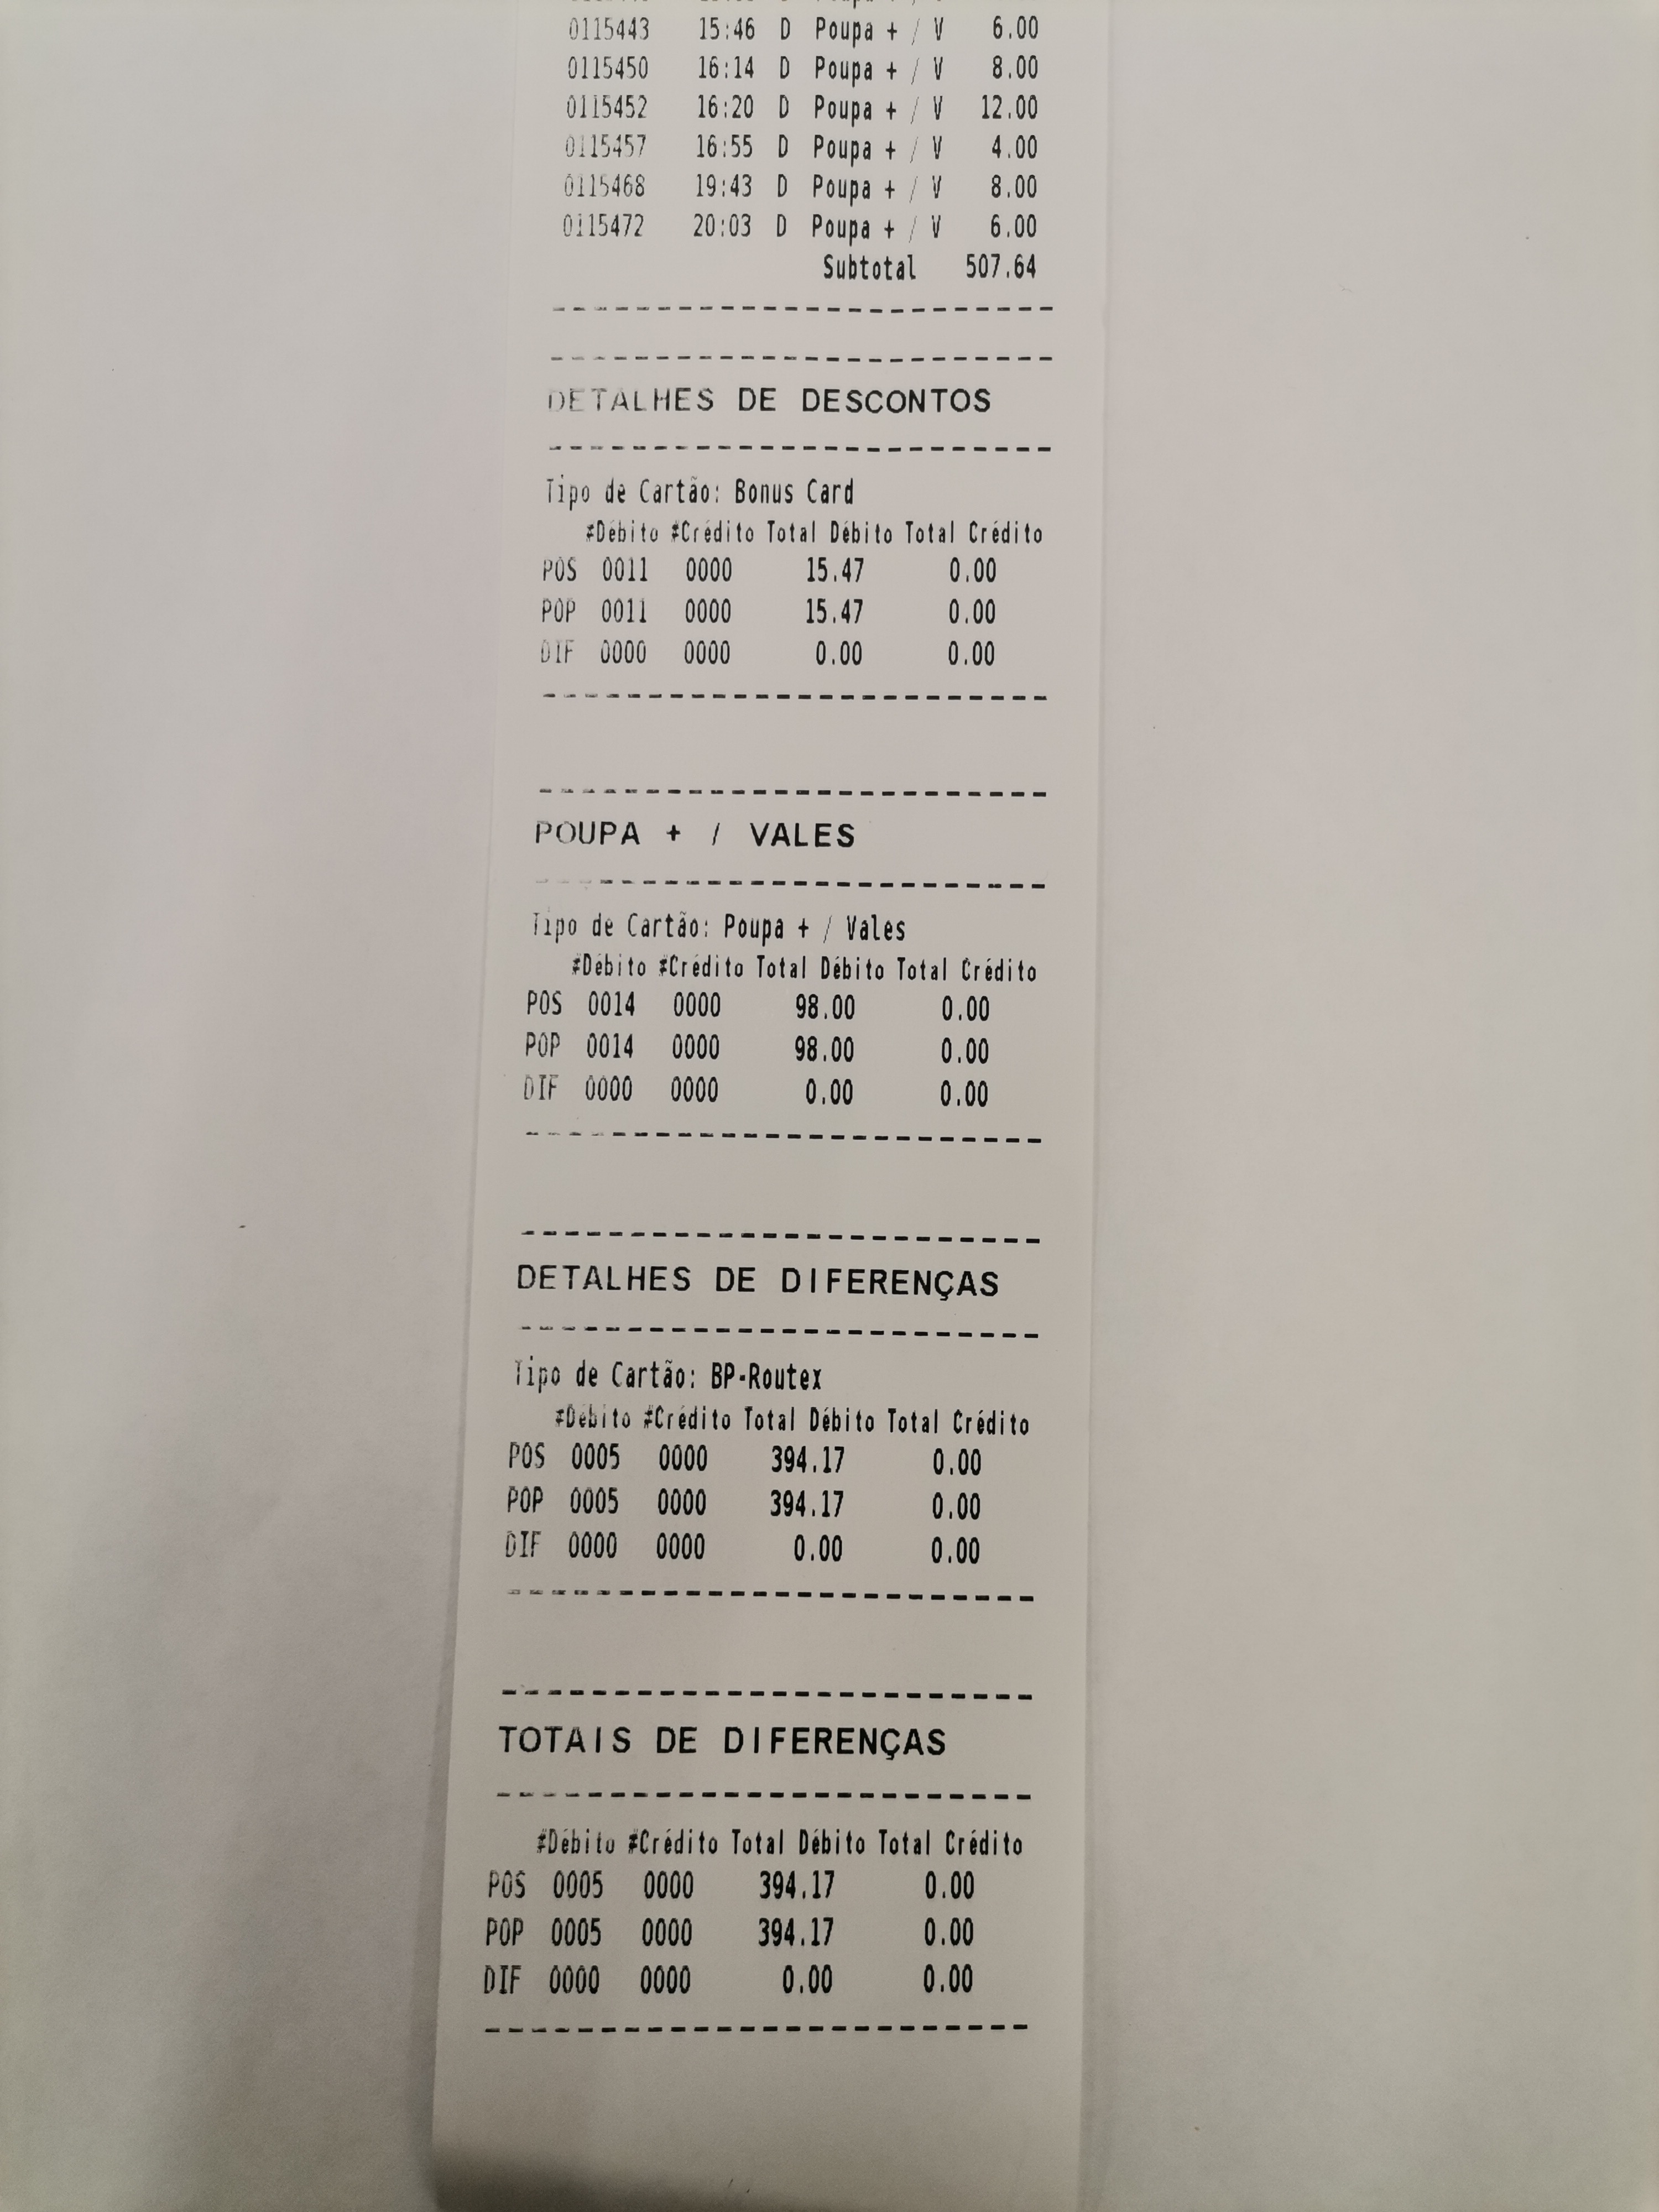 0115443 15:46 D Poupa + / V 6.00
0115450 16:14 D Poupa + / V 8.00
0115452 16:20 D Poupa + / V 12.00
0115457 16:55 D Poupa + / V 4.00
0115468 19:43 D Poupa + / V 8.00
0115472 20:03 D Poupa + / V 6.00
Subtotal 507.64
------------------------
------------------------
DETALHES DE DESCONTOS
------------------------
Tipo de Cartão: Bonus Card
#Débito #Crédito Total Débito Total Crédito
POS 0011 0000 15.47 0.00
POP 0011 0000 15.47 0.00
DIF 0000 0000 0.00 0.00
------------------------
------------------------
POUPA + / VALES
------------------------
Tipo de Cartão: Poupa + / Vales
#Débito #Crédito Total Débito Total Crédito
POS 0014 0000 98.00 0.00
POP 0014 0000 98.00 0.00
DIF 0000 0000 0.00 0.00
------------------------
------------------------
DETALHES DE DIFERENÇAS
------------------------
Tipo de Cartão: BP-Routex
#Débito #Crédito Total Débito Total Crédito
POS 0005 0000 394.17 0.00
POP 0005 0000 394.17 0.00
DIF 0000 0000 0.00 0.00
------------------------
------------------------
TOTAIS DE DIFERENÇAS
------------------------
#Débito #Crédito Total Débito Total Crédito
POS 0005 0000 394.17 0.00
POP 0005 0000 394.17 0.00
DIF 0000 0000 0.00 0.00
------------------------